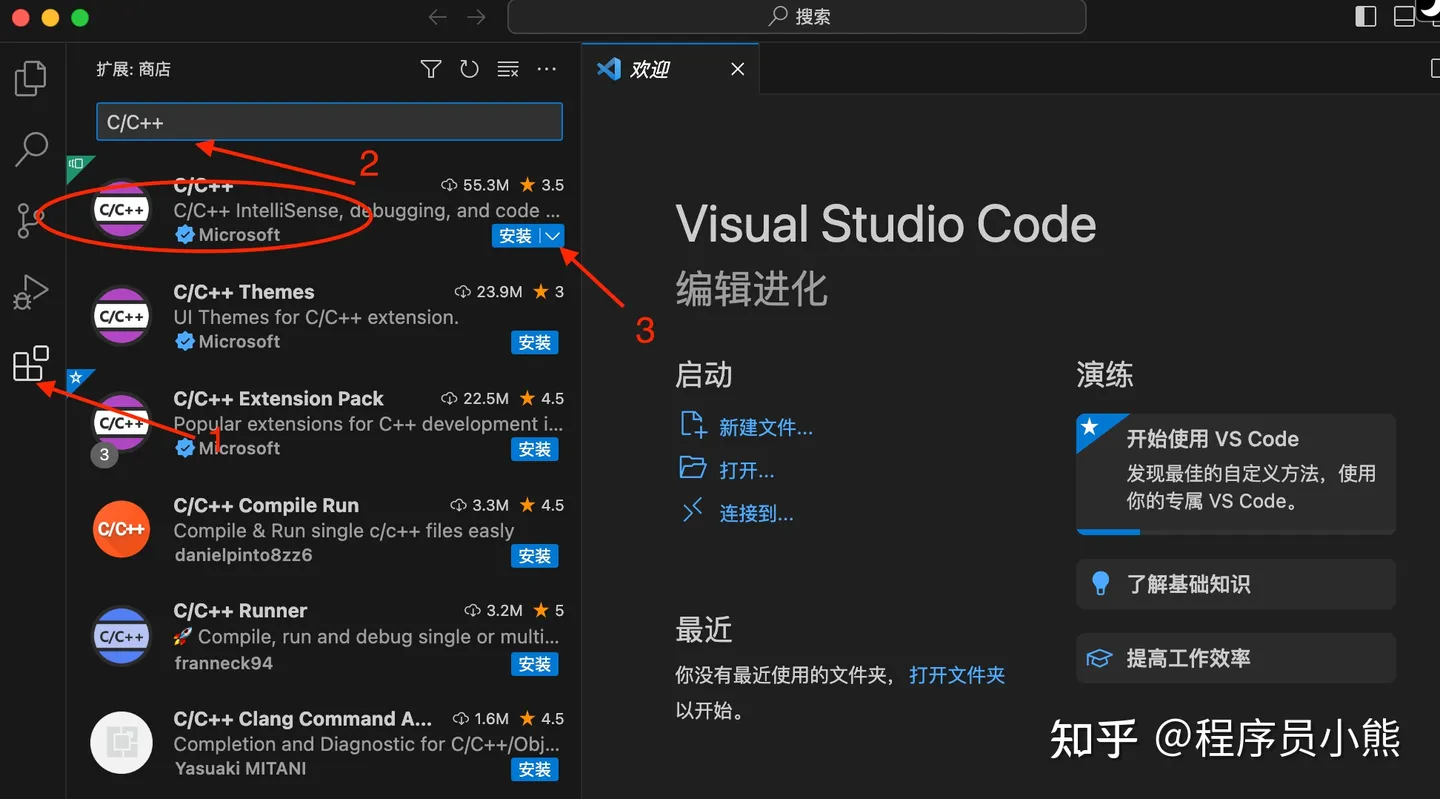 搜索
扩展: 商店
欢迎
C/C++
2
C/C++ 55.3M 3.5
C/C++
C/C++ IntelliSense, debugging, and code ...
Microsoft
安装
3
C/C++ Themes 23.9M 3
C/C++
UI Themes for C/C++ extension.
Microsoft
安装
1
C/C++ Extension Pack 22.5M 4.5
C/C++
Popular extensions for C++ development i...
3
Microsoft
安装
C/C++ Compile Run 3.3M 4.5
C/C++
Compile & Run single c/c++ files easly
danielpinto8zz6
安装
C/C++ Runner 3.2M 5
C/C++
🚀 Compile, run and debug single or multi...
franneck94
安装
C/C++ Clang Command A... 1.6M 4.5
Completion and Diagnostic for C/C++/Obj...
Yasuaki MITANI
安装
Visual Studio Code
编辑进化
启动
新建文件...
打开...
连接到...
最近
你没有最近使用的文件夹，打开文件夹
以开始。
演练
开始使用 VS Code
发现最佳的自定义方法，使用
你的专属 VS Code。
了解基础知识
提高工作效率
知乎 @程序员小熊